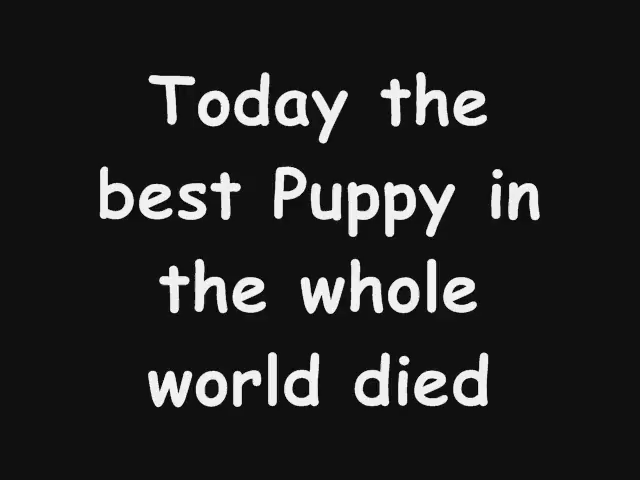 Today the
best Puppy in
the whole
world died